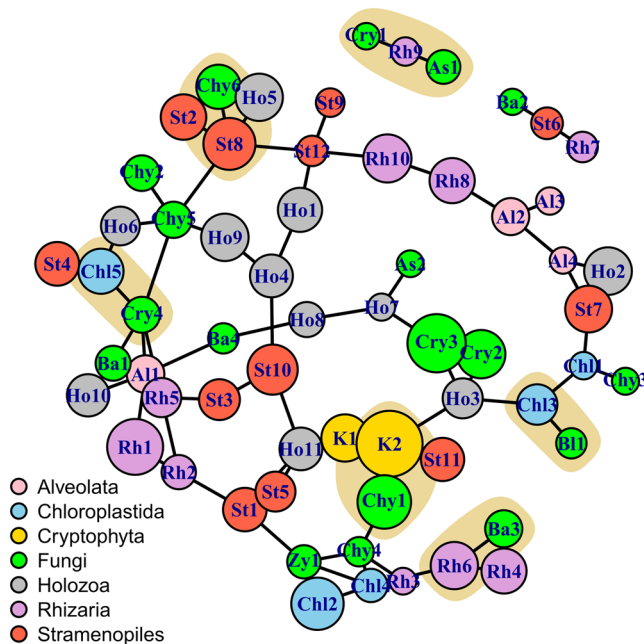 Cry1
Rh9
As1
Chy6
Ho5
St2
St9
Ba2
St6
Rh7
St8
St12
Rh10
Rh8
Chy2
Al3
Al2
Ho1
Chy5
Ho6
Ho9
Al4
Ho2
St4
Chl5
Ho4
As2
St7
Cry4
Ho7
Ho8
Ba4
Cry3
Cry2
Ba1
Al1
St10
Chl1
Chy3
Ho10
Rh5
St3
Ho3
Chl3
Rh1
Ho11
K1
K2
Bl1
St11
Rh2
St5
St1
Chy1
Ba3
Zy1
Chy4
Rh6
Rh4
Chl4
Rh3
Chl2
Alveolata
Chloroplastida
Cryptophyta
Fungi
Holozoa
Rhizaria
Stramenopiles